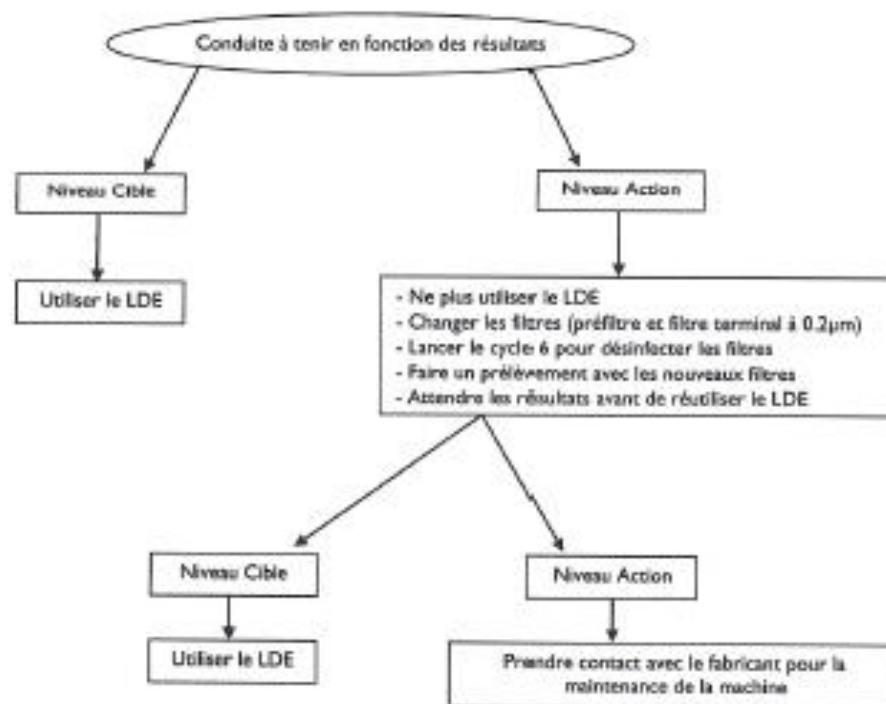 Conduite à tenir en fonction des résultats
Niveau Cible
Niveau Action
Utiliser le LDE
- Ne plus utiliser le LDE
- Changer les filtres (préfiltre et filtre terminal à 0.2µm)
- Lancer le cycle 6 pour désinfecter les filtres
- Faire un prélèvement avec les nouveaux filtres
- Attendre les résultats avant de réutiliser le LDE
Niveau Cible
Niveau Action
Utiliser le LDE
Prendre contact avec le fabricant pour la
maintenance de la machine